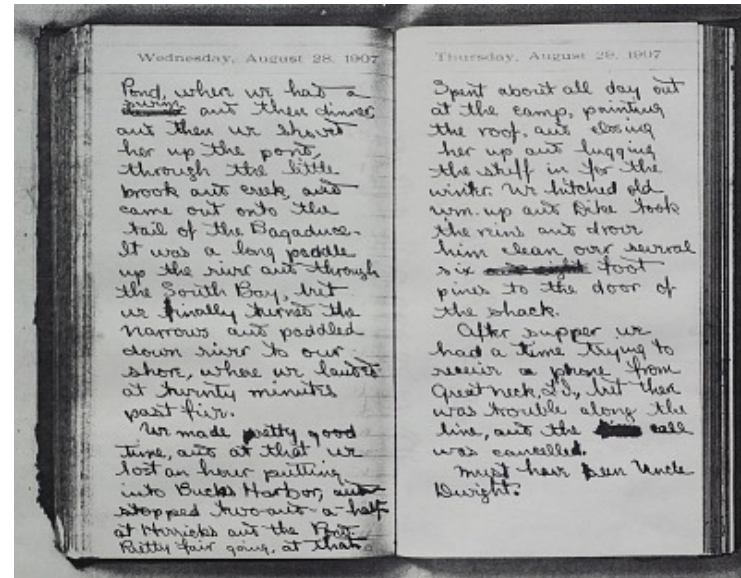 Wednesday, August 28, 1907
Pond, where we had a
swim and then dinner,
and then we shoved
her up the pond,
through the little
brook and creek, and
came out onto the
tail of the Bagaduce.
It was a long paddle
up the river and through
the South Bay, but
we finally turned the
narrows and paddled
down river to our
shore, where we landed
at twenty minutes
past five.
We made pretty good
time, and at that, we
lost an hour putting
into Bucks Harbor, and
stopped two-and-a-half
at Herricks and the Pond.
Pretty fair going, at that.
Thursday, August 29, 1907
Spent about all day out
at the camp, painting
the roof, and closing
her up and lugging
the stuff in for the
winter. We hitched old
wm. up and Dike took
the reins and drove
him clean over several
six and eight foot
pines to the door of
the shack.
After supper we
had a time trying to
receive a phone from
Great neck, L.I., but there
was trouble along the
line, and the call
was cancelled.
Must have been Uncle
Dwight.